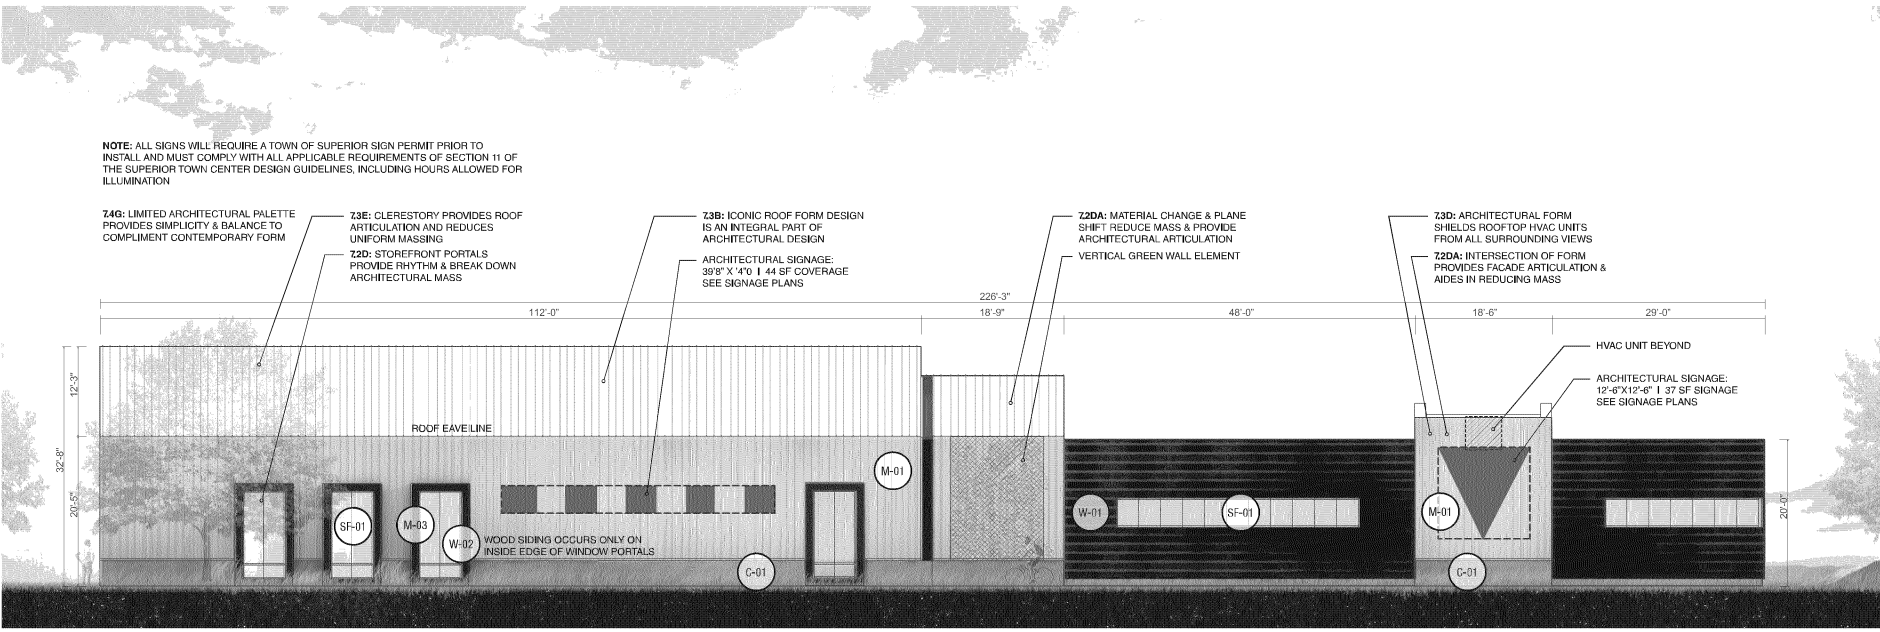 NOTE: ALL SIGNS WILL REQUIRE A TOWN OF SUPERIOR SIGN PERMIT PRIOR TO
INSTALL AND MUST COMPLY WITH ALL APPLICABLE REQUIREMENTS OF SECTION 11 OF
THE SUPERIOR TOWN CENTER DESIGN GUIDELINES, INCLUDING HOURS ALLOWED FOR
ILLUMINATION
7.4G: LIMITED ARCHITECTURAL PALETTE
PROVIDES SIMPLICITY & BALANCE TO
COMPLIMENT CONTEMPORARY FORM
7.3E: CLERESTORY PROVIDES ROOF
ARTICULATION AND REDUCES
UNIFORM MASSING
7.2D: STOREFRONT PORTALS
PROVIDE RHYTHM & BREAK DOWN
ARCHITECTURAL MASS
7.3B: ICONIC ROOF FORM DESIGN
IS AN INTEGRAL PART OF
ARCHITECTURAL DESIGN
ARCHITECTURAL SIGNAGE:
39'8" X '4"0 | 44 SF COVERAGE
SEE SIGNAGE PLANS
7.2DA: MATERIAL CHANGE & PLANE
SHIFT REDUCE MASS & PROVIDE
ARCHITECTURAL ARTICULATION
VERTICAL GREEN WALL ELEMENT
7.3D: ARCHITECTURAL FORM
SHIELDS ROOFTOP HVAC UNITS
FROM ALL SURROUNDING VIEWS
7.2DA: INTERSECTION OF FORM
PROVIDES FACADE ARTICULATION &
AIDES IN REDUCING MASS
226'-3"
112'-0"
18'-9"
48'-0"
18'-6"
29'-0"
HVAC UNIT BEYOND
ARCHITECTURAL SIGNAGE:
12'-6"X12'-6" | 37 SF SIGNAGE
SEE SIGNAGE PLANS
12'-3"
32'-8"
20'-5"
20'-0"
ROOF EAVE LINE
M-01
SF-01
M-03
W-02
WOOD SIDING OCCURS ONLY ON
INSIDE EDGE OF WINDOW PORTALS
C-01
W-01
SF-01
M-01
C-01